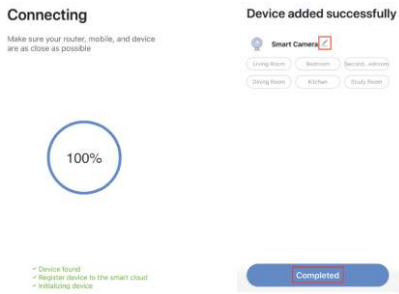 Connecting
Make sure your router, mobile, and device
are as close as possible
100%
✓ Device found
✓ Register device to the smart cloud
✓ Initializing device
Device added successfully
Smart Camera
Living Room
Bedroom
Second...edroom
Dining Room
Kitchen
Study Room
Completed